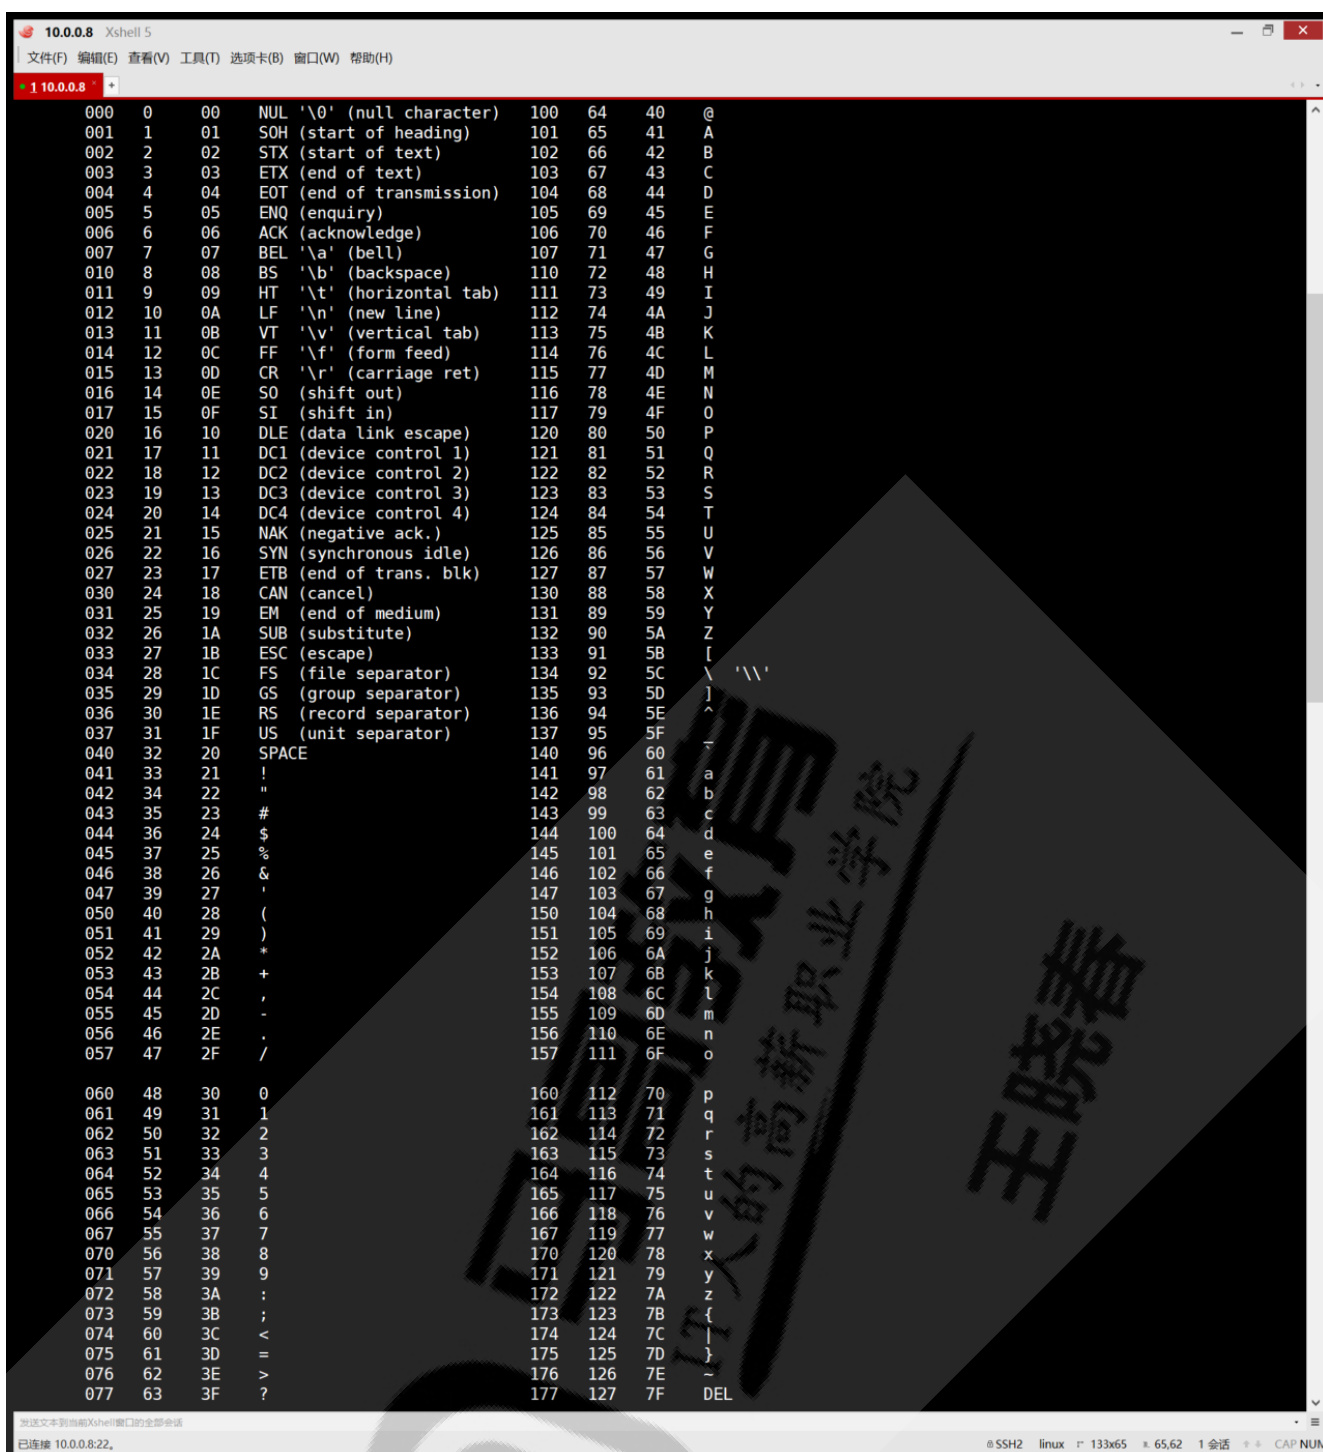 10.0.0.8 Xshell 5
文件(F) 编辑(E) 查看(V) 工具(T) 选项卡(B) 窗口(W) 帮助(H)
1 10.0.0.8 × +
000 0 00 NUL '\0' (null character) 100 64 40 @
001 1 01 SOH (start of heading) 101 65 41 A
002 2 02 STX (start of text) 102 66 42 B
003 3 03 ETX (end of text) 103 67 43 C
004 4 04 EOT (end of transmission) 104 68 44 D
005 5 05 ENQ (enquiry) 105 69 45 E
006 6 06 ACK (acknowledge) 106 70 46 F
007 7 07 BEL '\a' (bell) 107 71 47 G
010 8 08 BS '\b' (backspace) 110 72 48 H
011 9 09 HT '\t' (horizontal tab) 111 73 49 I
012 10 0A LF '\n' (new line) 112 74 4A J
013 11 0B VT '\v' (vertical tab) 113 75 4B K
014 12 0C FF '\f' (form feed) 114 76 4C L
015 13 0D CR '\r' (carriage ret) 115 77 4D M
016 14 0E SO (shift out) 116 78 4E N
017 15 0F SI (shift in) 117 79 4F O
020 16 10 DLE (data link escape) 120 80 50 P
021 17 11 DC1 (device control 1) 121 81 51 Q
022 18 12 DC2 (device control 2) 122 82 52 R
023 19 13 DC3 (device control 3) 123 83 53 S
024 20 14 DC4 (device control 4) 124 84 54 T
025 21 15 NAK (negative ack.) 125 85 55 U
026 22 16 SYN (synchronous idle) 126 86 56 V
027 23 17 ETB (end of trans. blk) 127 87 57 W
030 24 18 CAN (cancel) 130 88 58 X
031 25 19 EM (end of medium) 131 89 59 Y
032 26 1A SUB (substitute) 132 90 5A Z
033 27 1B ESC (escape) 133 91 5B [
034 28 1C FS (file separator) 134 92 5C \ '\\'
035 29 1D GS (group separator) 135 93 5D ]
036 30 1E RS (record separator) 136 94 5E ^
037 31 1F US (unit separator) 137 95 5F _
040 32 20 SPACE 140 96 60 `
041 33 21 ! 141 97 61 a
042 34 22 " 142 98 62 b
043 35 23 # 143 99 63 c
044 36 24 $ 144 100 64 d
045 37 25 % 145 101 65 e
046 38 26 & 146 102 66 f
047 39 27 ' 147 103 67 g
050 40 28 ( 150 104 68 h
051 41 29 ) 151 105 69 i
052 42 2A * 152 106 6A j
053 43 2B + 153 107 6B k
054 44 2C , 154 108 6C l
055 45 2D - 155 109 6D m
056 46 2E . 156 110 6E n
057 47 2F / 157 111 6F o
060 48 30 0 160 112 70 p
061 49 31 1 161 113 71 q
062 50 32 2 162 114 72 r
063 51 33 3 163 115 73 s
064 52 34 4 164 116 74 t
065 53 35 5 165 117 75 u
066 54 36 6 166 118 76 v
067 55 37 7 167 119 77 w
070 56 38 8 170 120 78 x
071 57 39 9 171 121 79 y
072 58 3A : 172 122 7A z
073 59 3B ; 173 123 7B {
074 60 3C < 174 124 7C |
075 61 3D = 175 125 7D }
076 62 3E > 176 126 7E ~
077 63 3F ? 177 127 7F DEL
教育
IT人的高薪职业学院
王晓春
发送文本到当前Xshell窗口的全部会话
已连接 10.0.0.8:22。 SSH2 linux 133x65 65,62 1 会话 CAP NUM